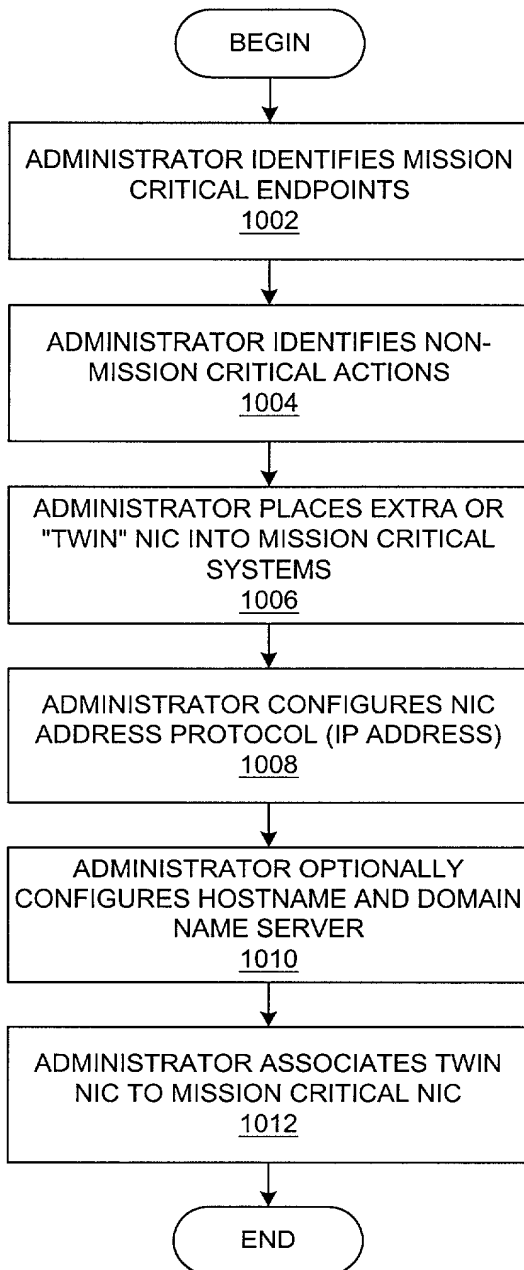 BEGIN
ADMINISTRATOR IDENTIFIES MISSION
CRITICAL ENDPOINTS
1002
ADMINISTRATOR IDENTIFIES NON-
MISSION CRITICAL ACTIONS
1004
ADMINISTRATOR PLACES EXTRA OR
"TWIN" NIC INTO MISSION CRITICAL
SYSTEMS
1006
ADMINISTRATOR CONFIGURES NIC
ADDRESS PROTOCOL (IP ADDRESS)
1008
ADMINISTRATOR OPTIONALLY
CONFIGURES HOSTNAME AND DOMAIN
NAME SERVER
1010
ADMINISTRATOR ASSOCIATES TWIN
NIC TO MISSION CRITICAL NIC
1012
END